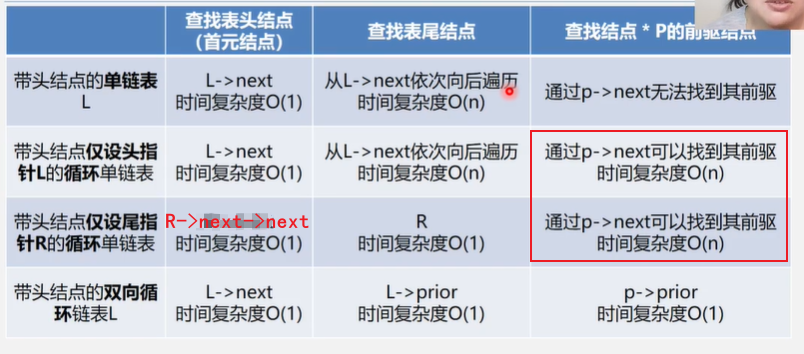 查找表头结点
（首元结点）
查找表尾结点
查找结点 * P的前驱结点
带头结点的单链表
L
L->next
时间复杂度O(1)
从L->next依次向后遍历
时间复杂度O(n)
通过p->next无法找到其前驱
带头结点仅设头指
针L的循环单链表
L->next
时间复杂度O(1)
从L->next依次向后遍历
时间复杂度O(n)
通过p->next可以找到其前驱
时间复杂度O(n)
带头结点仅设尾指
针R的循环单链表
R->next->next
时间复杂度O(1)
R
时间复杂度O(1)
通过p->next可以找到其前驱
时间复杂度O(n)
带头结点的双向循
环链表L
L->next
时间复杂度O(1)
L->prior
时间复杂度O(1)
p->prior
时间复杂度O(1)